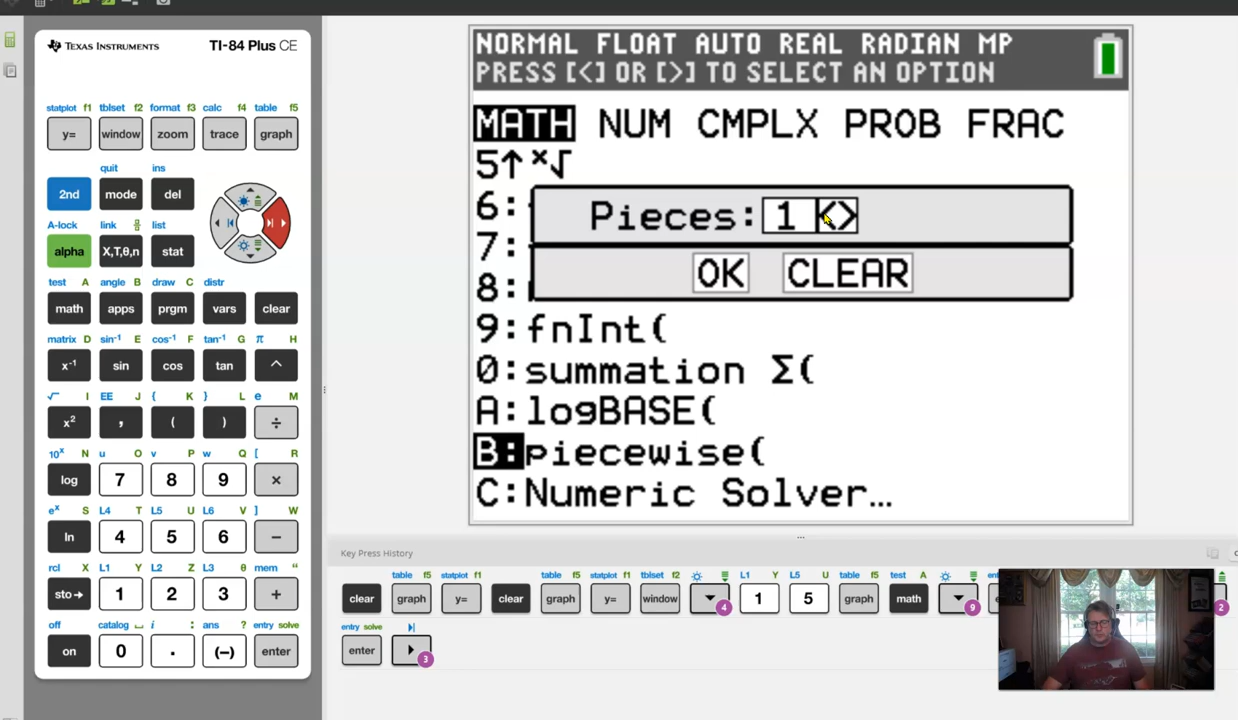 TEXAS INSTRUMENTS TI-84 Plus CE
statplot f1 tblset f2 format f3 calc f4 table f5
y= window zoom trace graph
quit ins
2nd mode del
A-lock link list
alpha X,T,θ,n stat
test A angle B draw C distr
math apps prgm vars clear
matrix D sin-1 E cos-1 F tan-1 G π H
x-1 sin cos tan ^
√ I EE J { K } L e M
x2 , ( ) ÷
10x N u O v P w Q [ R
log 7 8 9 ×
ex S L4 T L5 U L6 V ] W
ln 4 5 6 −
rcl X L1 Y L2 Z L3 θ mem “
sto→ 1 2 3 +
off catalog i : ans ? entry solve
on 0 . (−) enter
NORMAL FLOAT AUTO REAL RADIAN MP
PRESS [<] OR [>] TO SELECT AN OPTION
MATH NUM CMPLX PROB FRAC
5↑ ˣ√
6:
Pieces: 1 <>
7:
OK CLEAR
8:
9:fnInt(
0:summation Σ(
A:logBASE(
B:piecewise(
C:Numeric Solver…
Key Press History
table f5 statplot f1 table f5 statplot f1 tblset f2 L1 Y L5 U table f5 test A
clear graph y= clear graph y= window 4 1 5 graph math 9 2
entry solve
enter 3